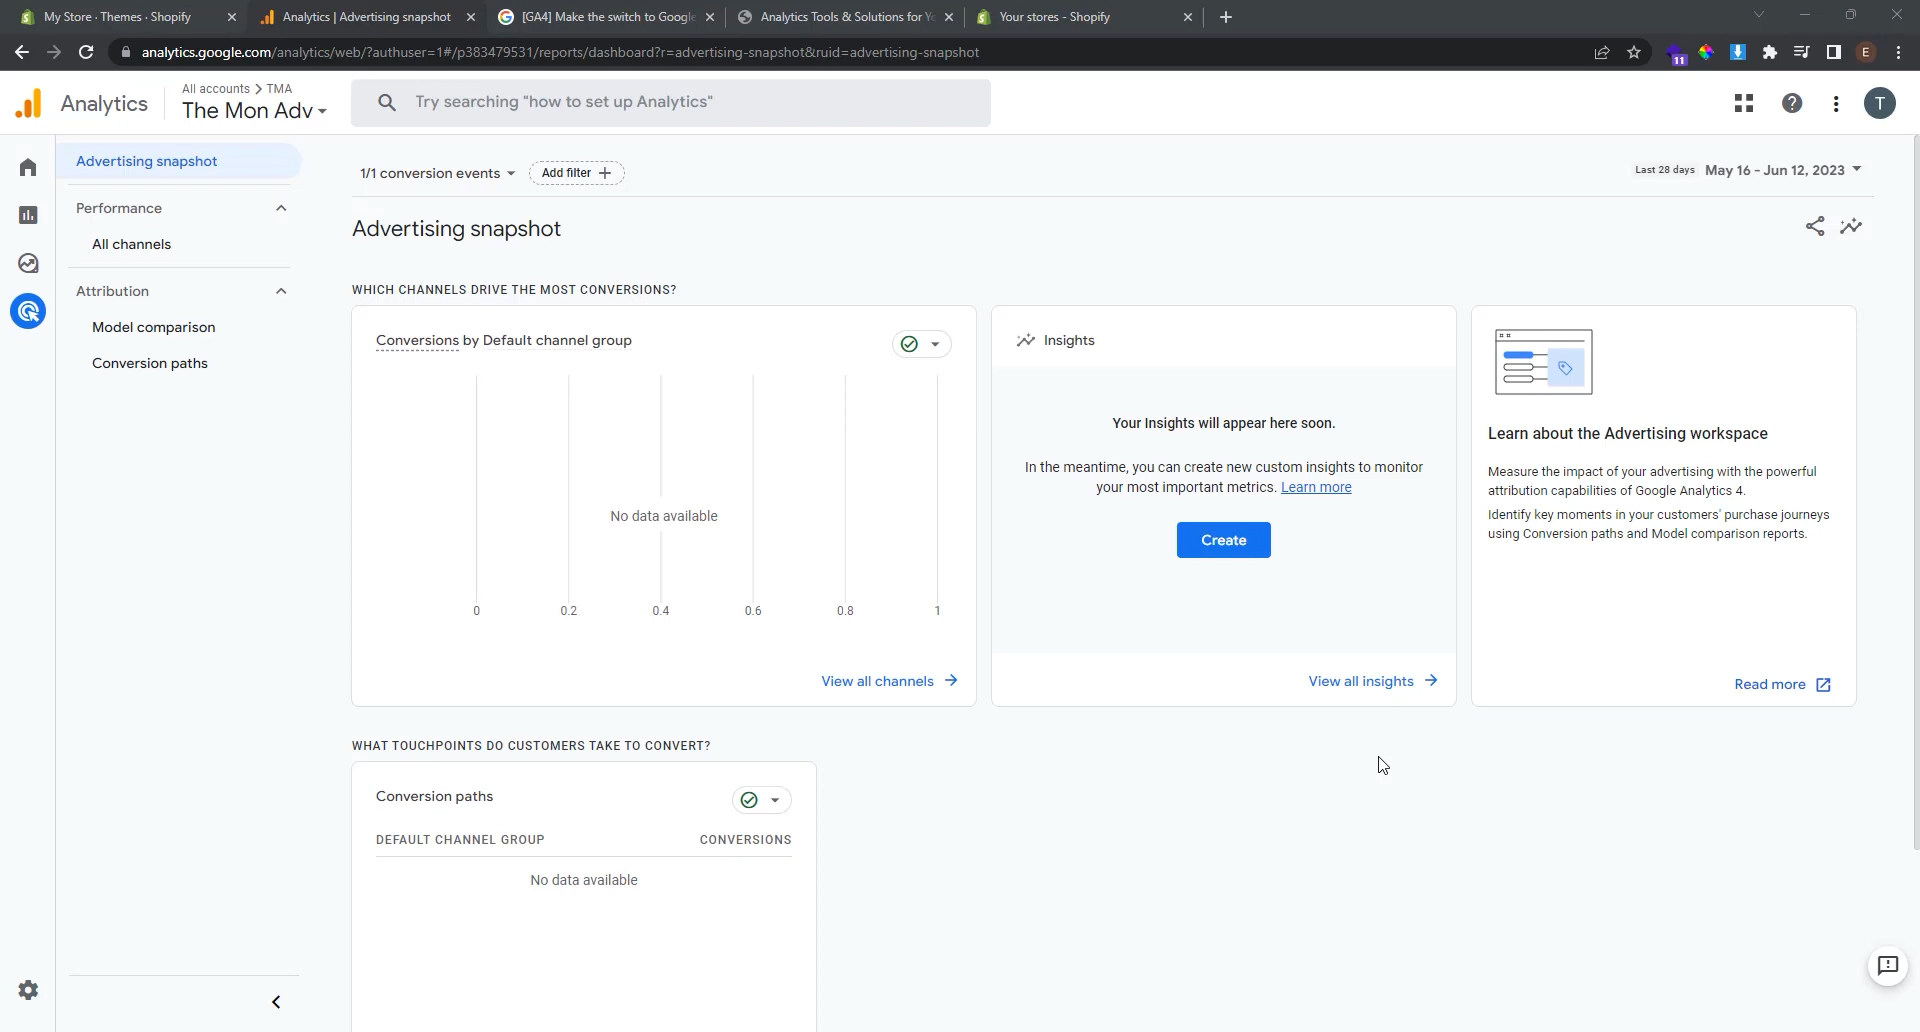 My Store · Themes · Shopify
Analytics | Advertising snapshot
[GA4] Make the switch to Google
Analytics Tools & Solutions for Yo
Your stores - Shopify
analytics.google.com/analytics/web/?authuser=1#/p383479531/reports/dashboard?r=advertising-snapshot&ruid=advertising-snapshot
11
E
Analytics
All accounts > TMA
The Mon Adv
Try searching "how to set up Analytics"
T
Advertising snapshot
Performance
All channels
Attribution
Model comparison
Conversion paths
1/1 conversion events
Add filter +
Last 28 days May 16 - Jun 12, 2023
Advertising snapshot
WHICH CHANNELS DRIVE THE MOST CONVERSIONS?
Conversions by Default channel group
No data available
0 0.2 0.4 0.6 0.8 1
View all channels
Insights
Your Insights will appear here soon.
In the meantime, you can create new custom insights to monitor
your most important metrics. Learn more
Create
View all insights
Learn about the Advertising workspace
Measure the impact of your advertising with the powerful
attribution capabilities of Google Analytics 4.
Identify key moments in your customers' purchase journeys
using Conversion paths and Model comparison reports.
Read more
WHAT TOUCHPOINTS DO CUSTOMERS TAKE TO CONVERT?
Conversion paths
DEFAULT CHANNEL GROUP CONVERSIONS
No data available